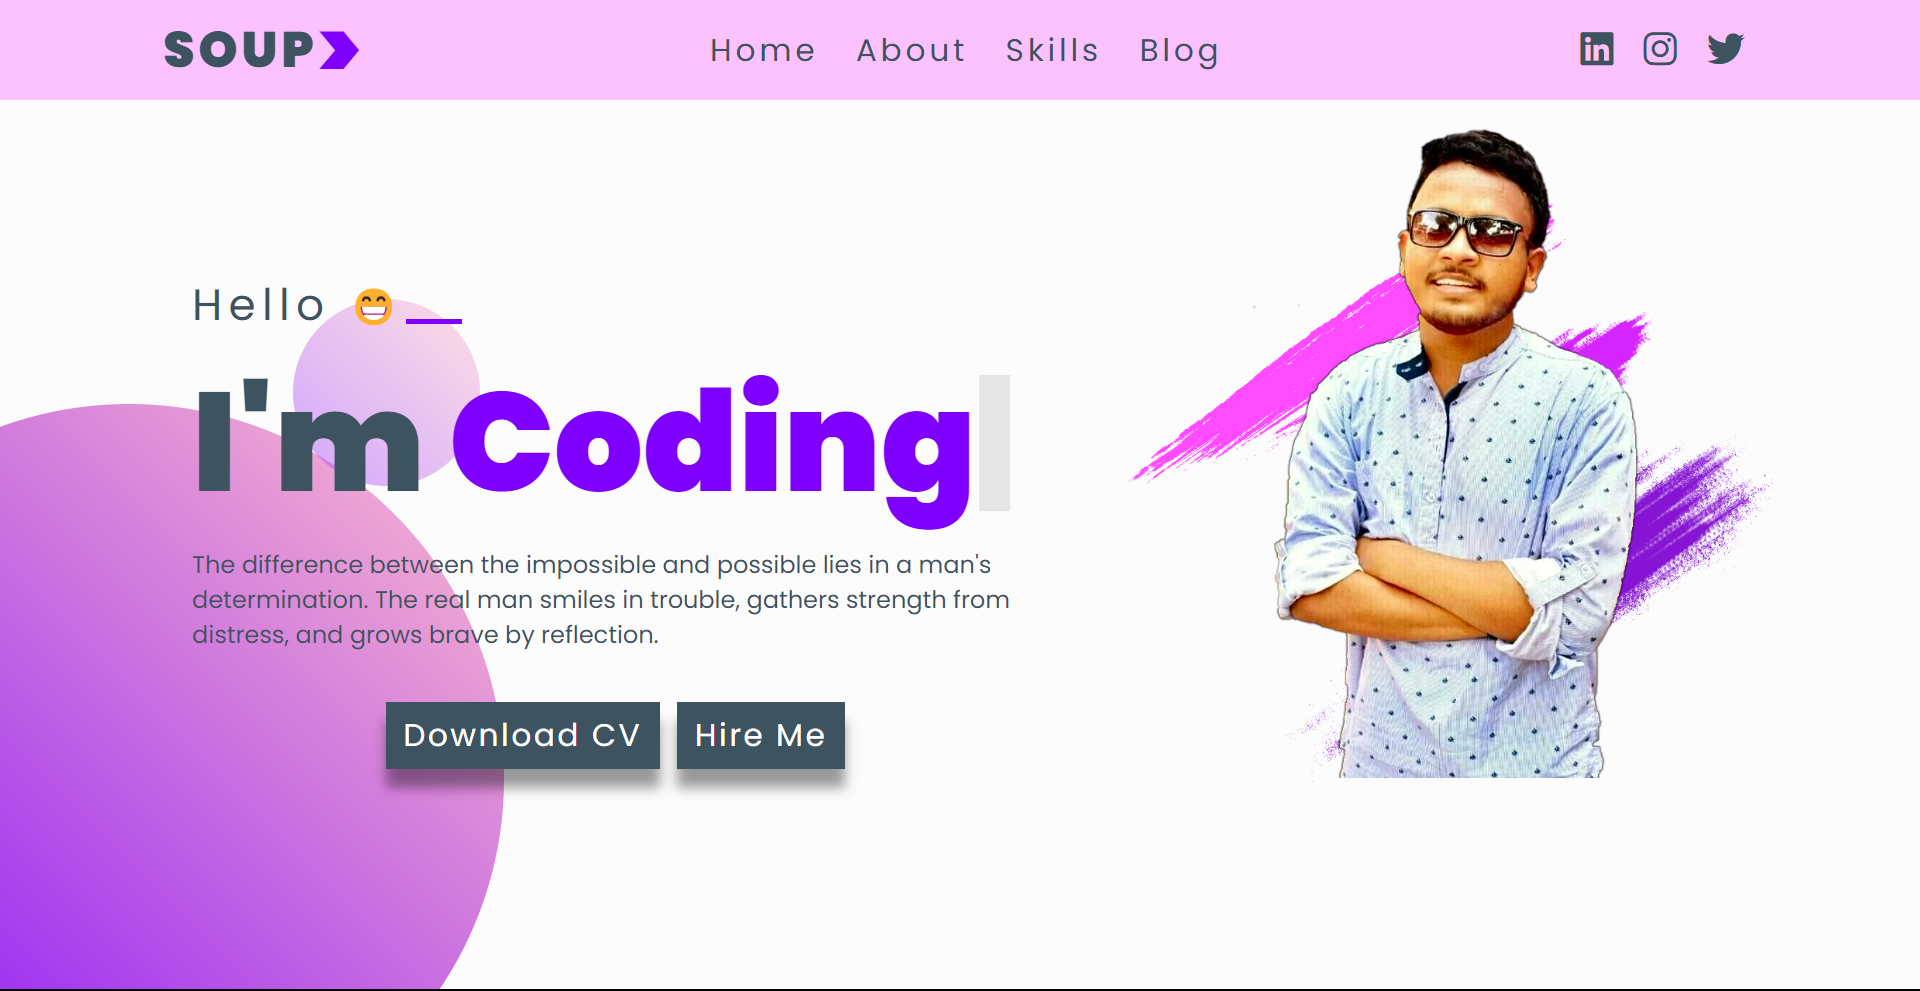 SOUP
Home About Skills Blog
Hello 😁
I'm Coding
The difference between the impossible and possible lies in a man's
determination. The real man smiles in trouble, gathers strength from
distress, and grows brave by reflection.
Download CV
Hire Me